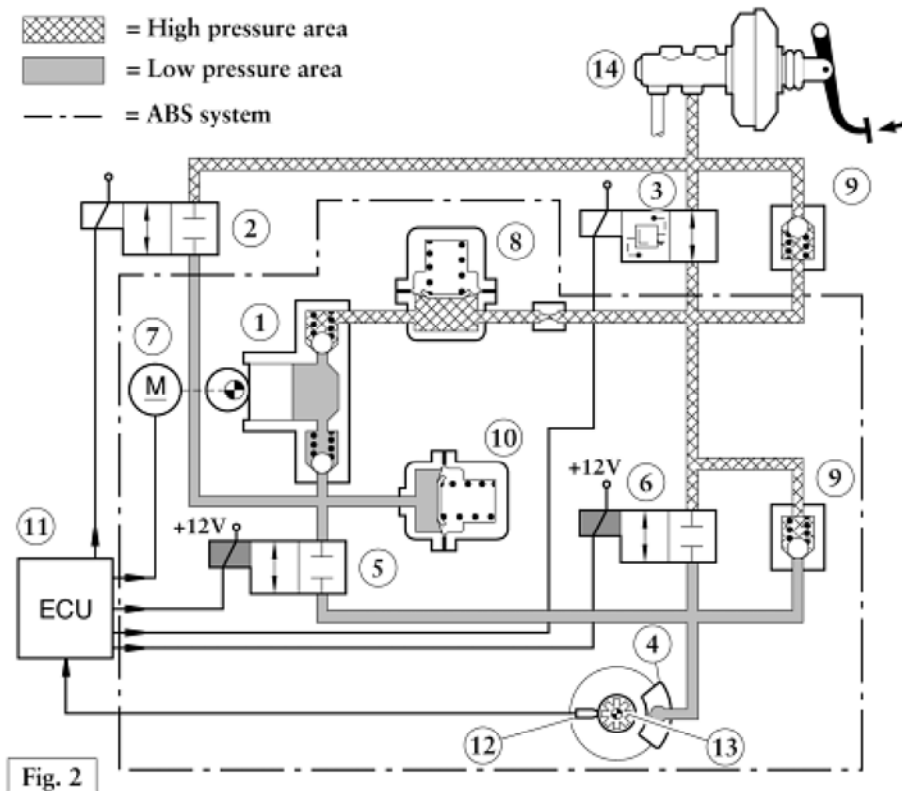 = High pressure area
= Low pressure area
= ABS system
14
9
3
2
8
1
7
M
10
+12V
6
9
11
+12V
5
ECU
4
12
13
Fig. 2